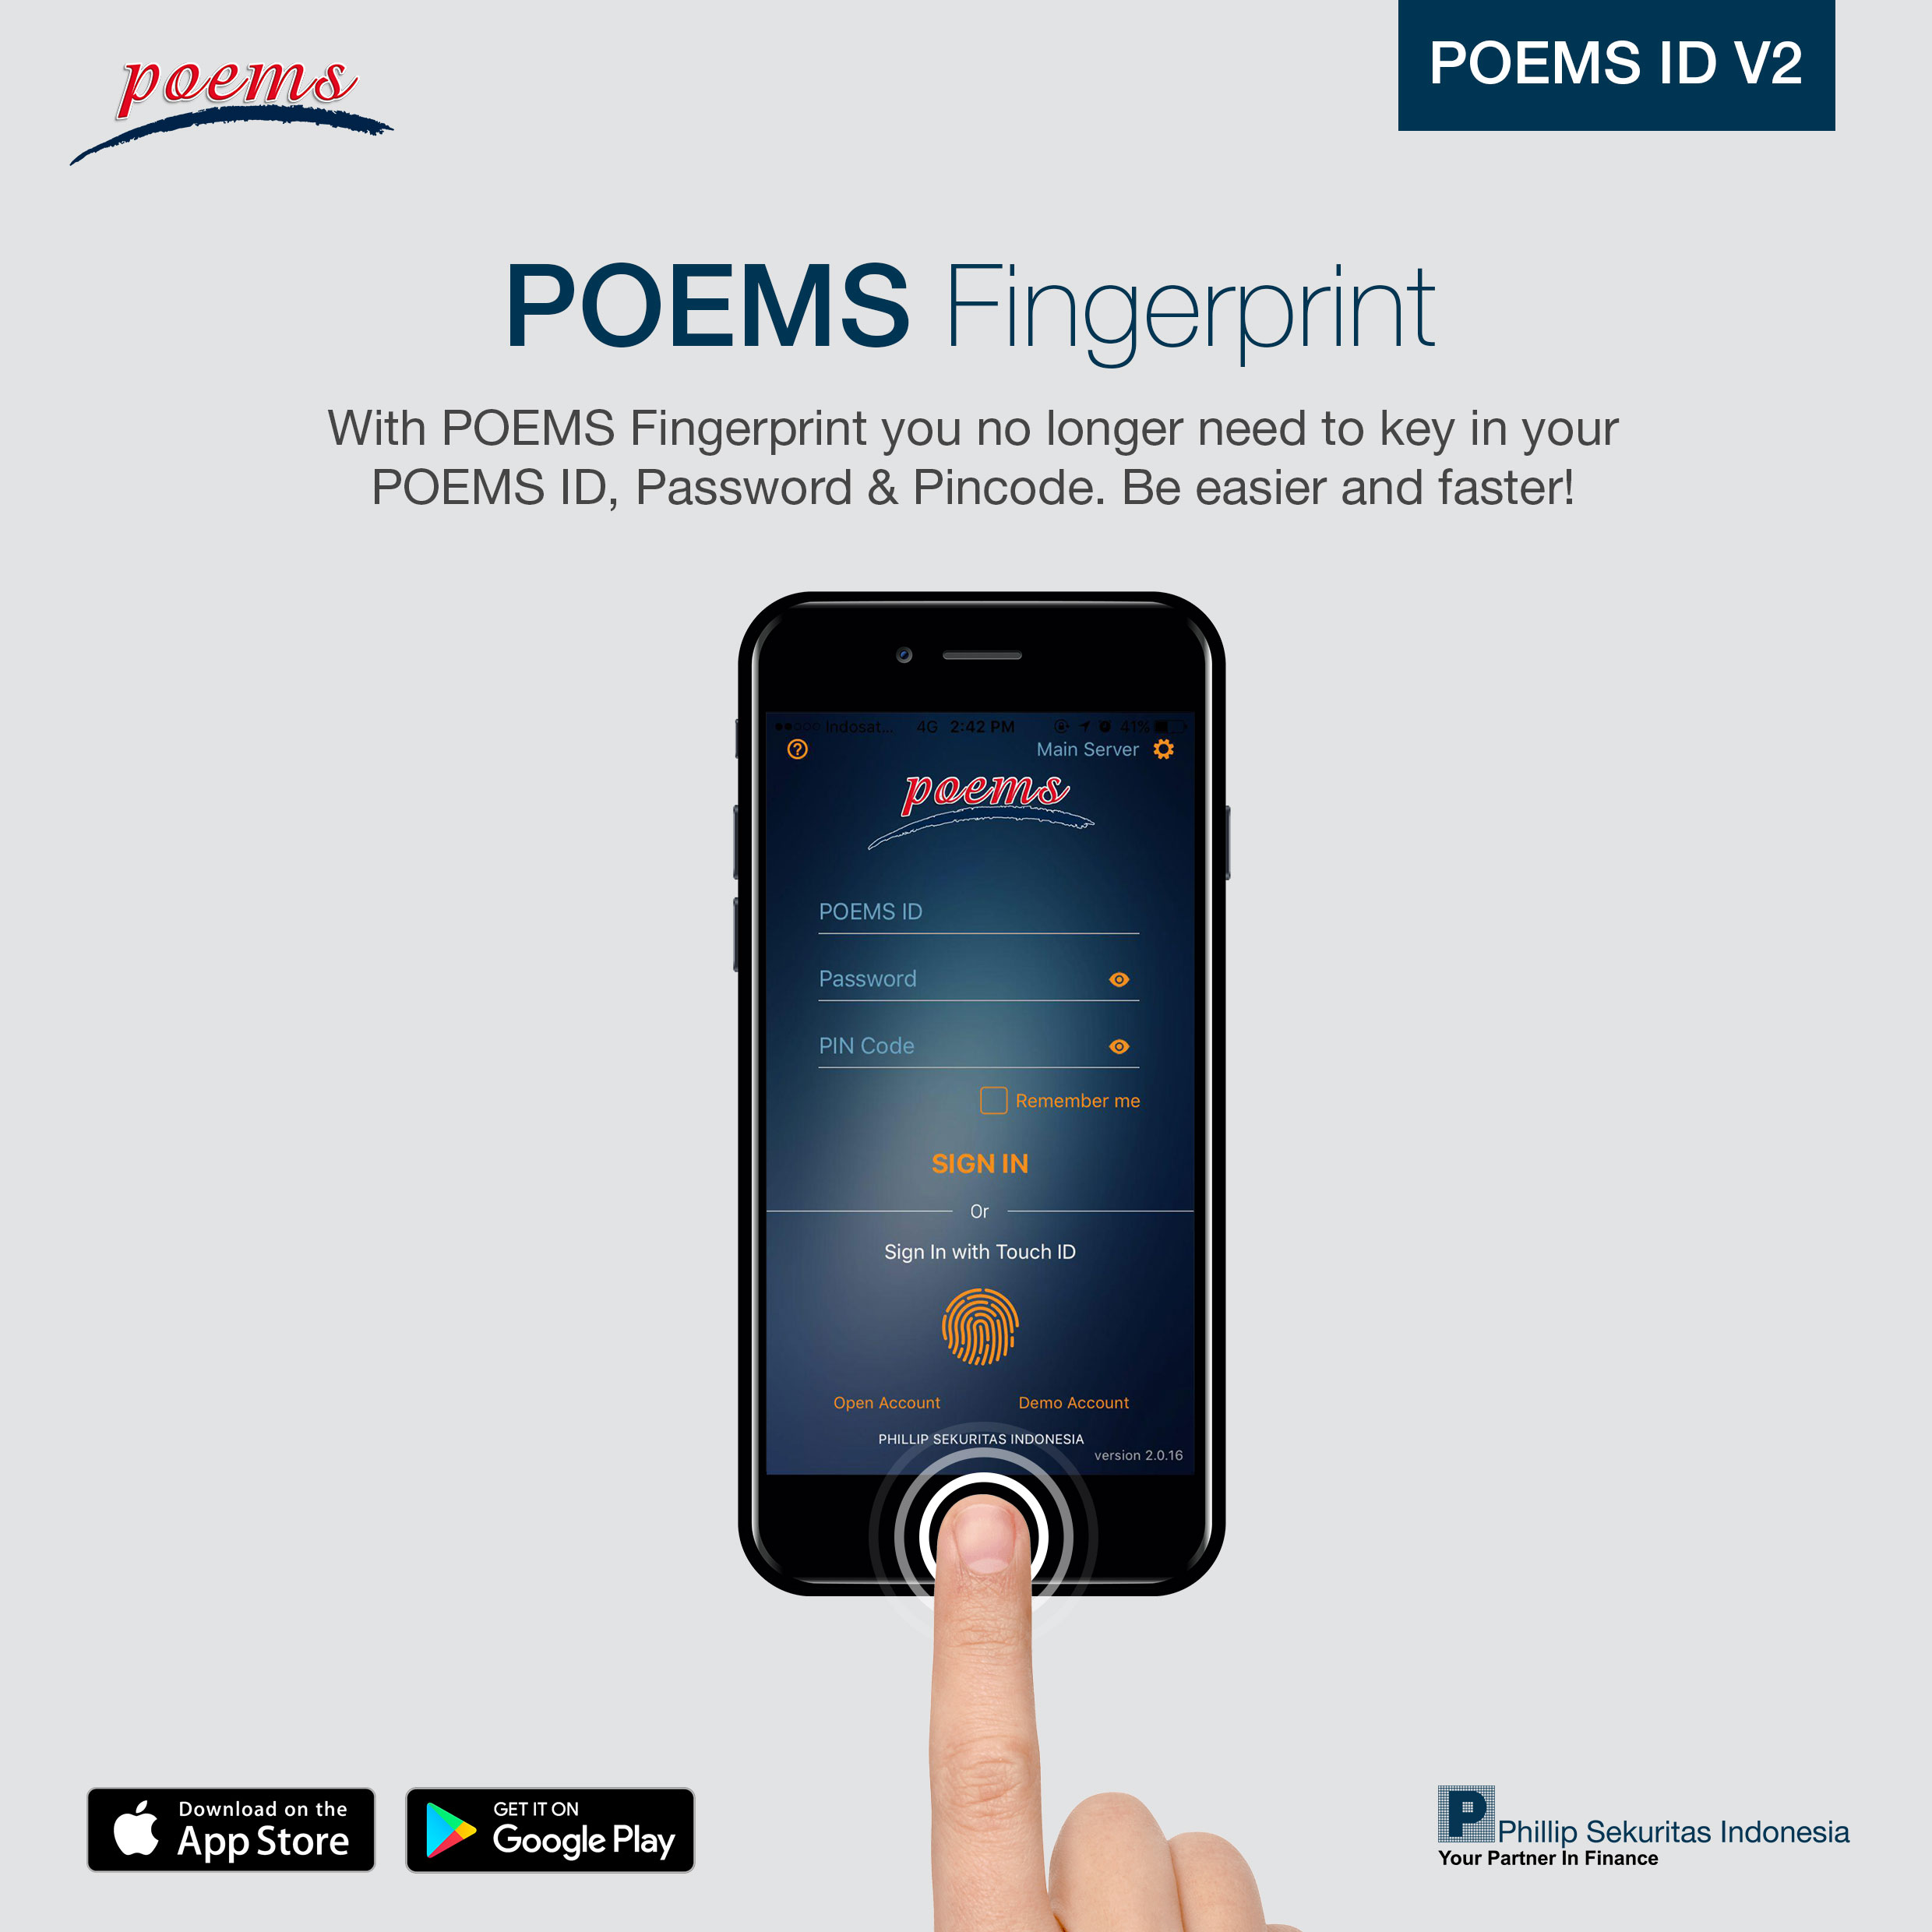 poems
POEMS ID V2
POEMS Fingerprint
With POEMS Fingerprint you no longer need to key in your
POEMS ID, Password & Pincode. Be easier and faster!
Indosat... 4G 2:42 PM 41%
Main Server
poems
POEMS ID
Password
PIN Code
Remember me
SIGN IN
Or
Sign In with Touch ID
Open Account Demo Account
PHILLIP SEKURITAS INDONESIA
version 2.0.16
Download on the
App Store
GET IT ON
Google Play
P
Phillip Sekuritas Indonesia
Your Partner In Finance